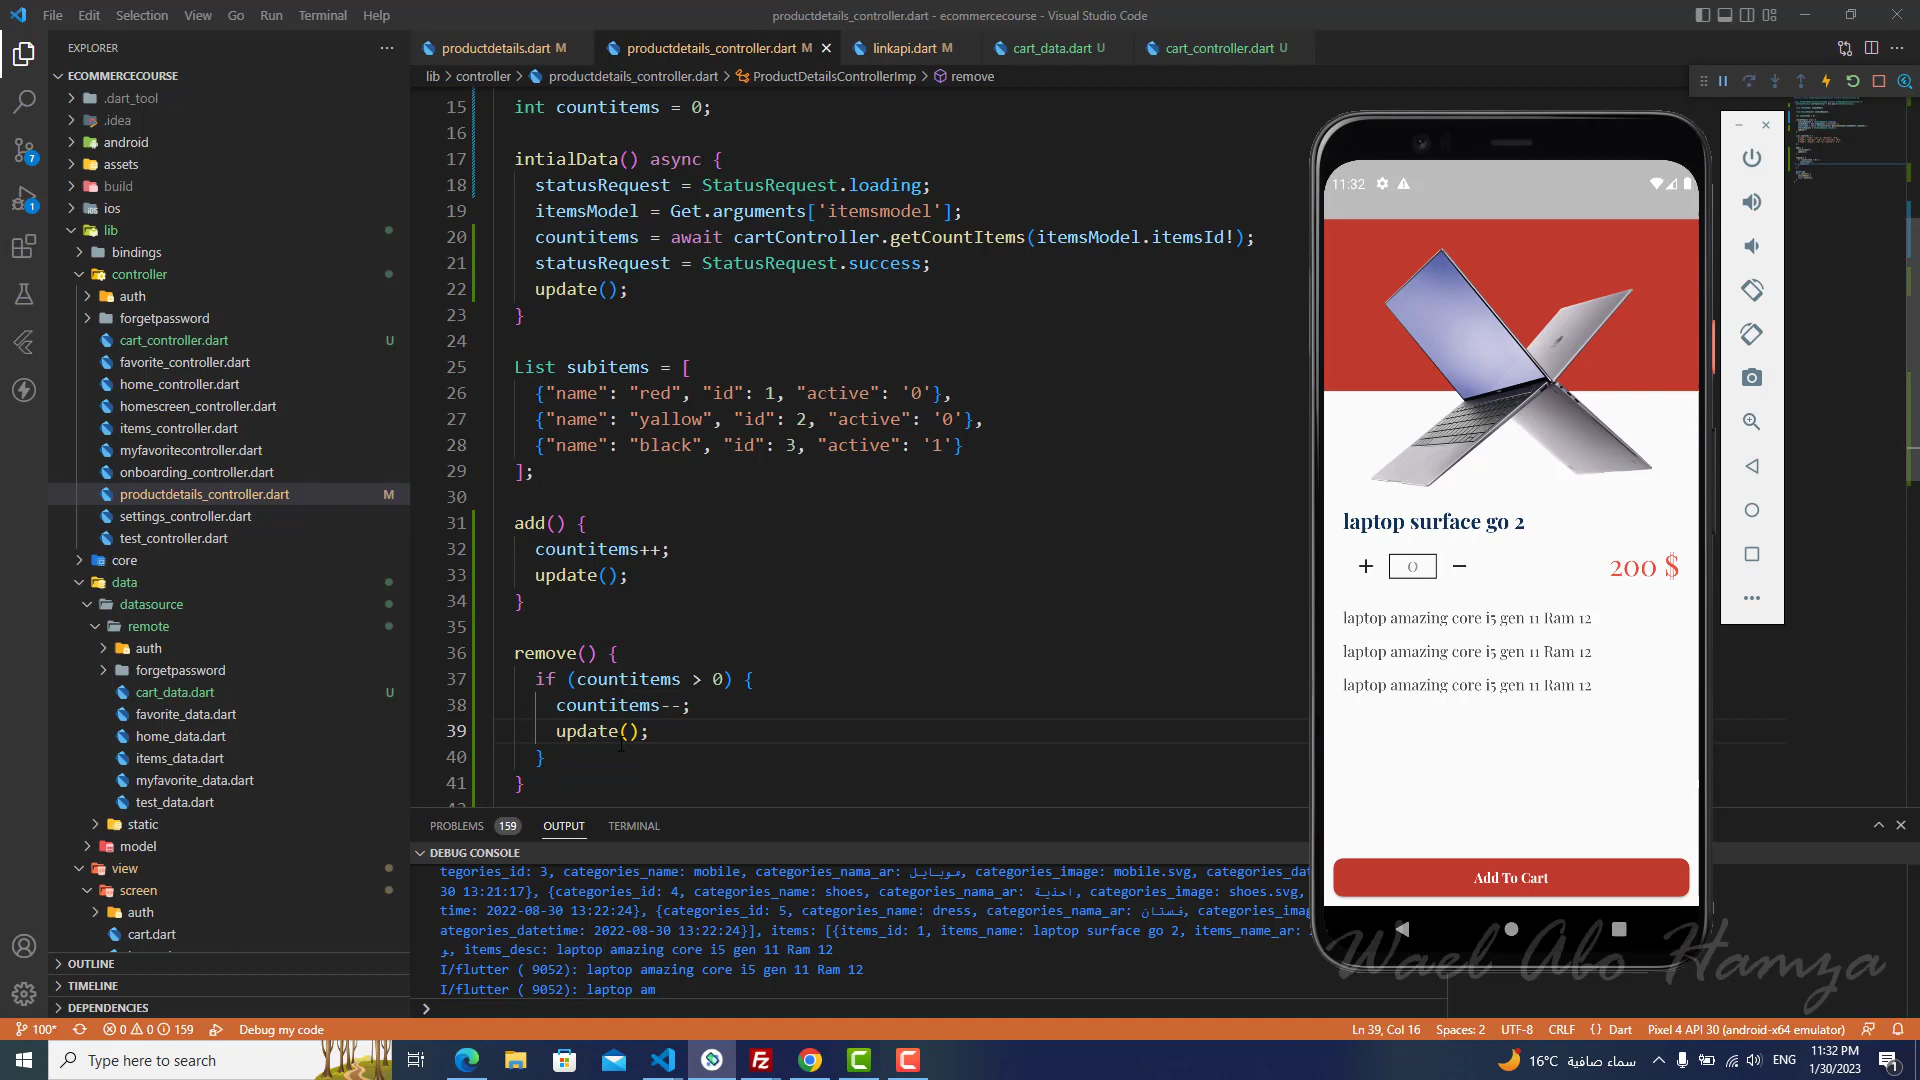 File Edit Selection View Go Run Terminal Help
productdetails_controller.dart - ecommercecourse - Visual Studio Code
EXPLORER
ECOMMERCECOURSE
.dart_tool
.idea
android
assets
build
ios
lib
bindings
controller
auth
forgetpassword
cart_controller.dart U
favorite_controller.dart
home_controller.dart
homescreen_controller.dart
items_controller.dart
myfavoritecontroller.dart
onboarding_controller.dart
productdetails_controller.dart M
settings_controller.dart
test_controller.dart
core
data
datasource
remote
auth
forgetpassword
cart_data.dart U
favorite_data.dart
home_data.dart
items_data.dart
myfavorite_data.dart
test_data.dart
static
model
view
screen
auth
cart.dart
OUTLINE
TIMELINE
DEPENDENCIES
7
1
productdetails.dart M productdetails_controller.dart M linkapi.dart M cart_data.dart U cart_controller.dart U
lib > controller > productdetails_controller.dart > ProductDetailsControllerImp > remove
15 int countitems = 0;
16
17 intialData() async {
18 statusRequest = StatusRequest.loading;
19 itemsModel = Get.arguments['itemsmodel'];
20 countitems = await cartController.getCountItems(itemsModel.itemsId!);
21 statusRequest = StatusRequest.success;
22 update();
23 }
24
25 List subitems = [
26 {"name": "red", "id": 1, "active": '0'},
27 {"name": "yallow", "id": 2, "active": '0'},
28 {"name": "black", "id": 3, "active": '1'}
29 ];
30
31 add() {
32 countitems++;
33 update();
34 }
35
36 remove() {
37 if (countitems > 0) {
38 countitems--;
39 update();
40 }
41 }
PROBLEMS 159 OUTPUT TERMINAL
DEBUG CONSOLE
tegories_id: 3, categories_name: mobile, categories_nama_ar: موبايل, categories_image: mobile.svg, categories_dat
30 13:21:17}, {categories_id: 4, categories_name: shoes, categories_nama_ar: احذية, categories_image: shoes.svg,
time: 2022-08-30 13:22:24}, {categories_id: 5, categories_name: dress, categories_nama_ar: فستان, categories_imag
ategories_datetime: 2022-08-30 13:22:24}], items: [{items_id: 1, items_name: laptop surface go 2, items_name_ar:
و, items_desc: laptop amazing core i5 gen 11 Ram 12
I/flutter ( 9052): laptop amazing core i5 gen 11 Ram 12
I/flutter ( 9052): laptop am
11:32
laptop surface go 2
+ 0 − 200 $
laptop amazing core i5 gen 11 Ram 12
laptop amazing core i5 gen 11 Ram 12
laptop amazing core i5 gen 11 Ram 12
Add To Cart
Wael Abo Hamza
100* 0 0 159 Debug my code
Ln 39, Col 16 Spaces: 2 UTF-8 CRLF {} Dart Pixel 4 API 30 (android-x64 emulator)
Type here to search
16°C سماء صافية ENG
11:32 PM
1/30/2023
1